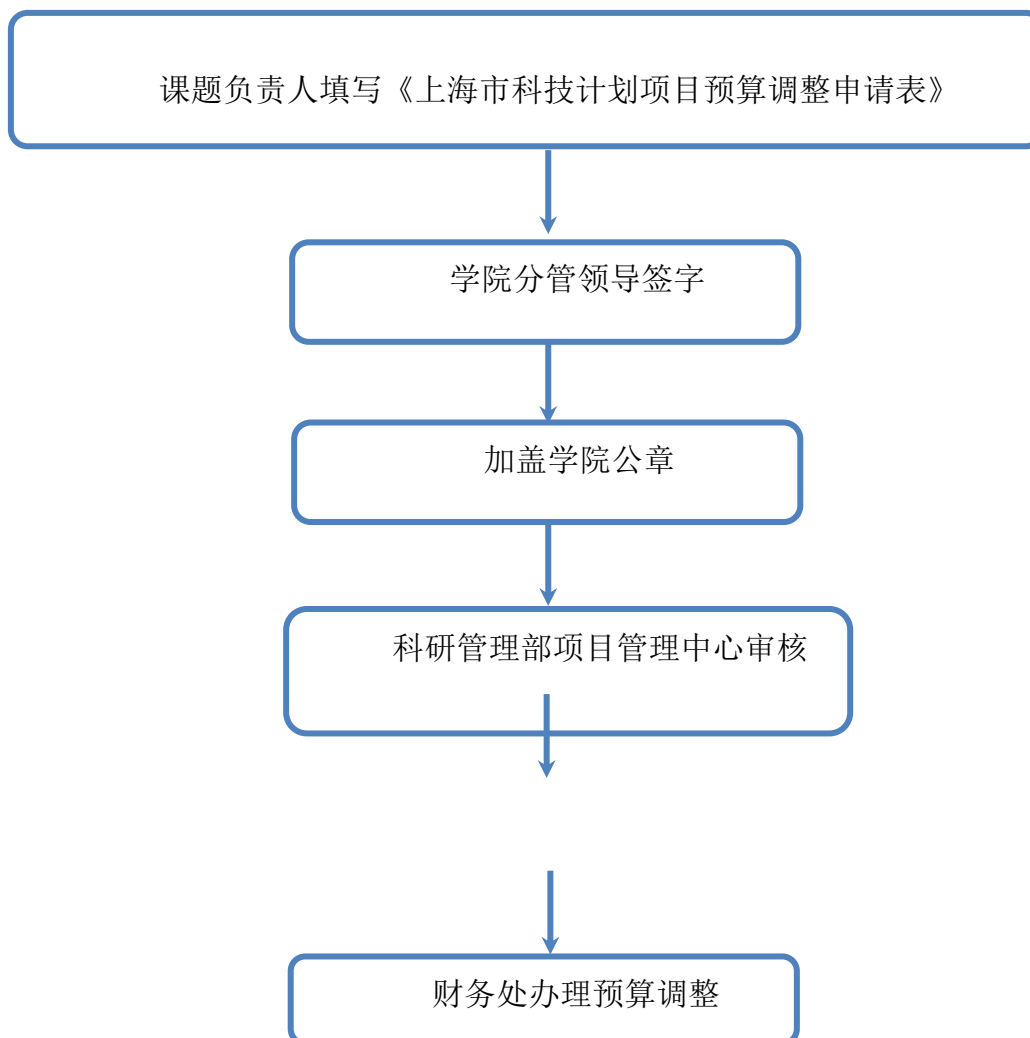 课题负责人填写《上海市科技计划项目预算调整申请表》
学院分管领导签字
加盖学院公章
科研管理部项目管理中心审核
财务处办理预算调整